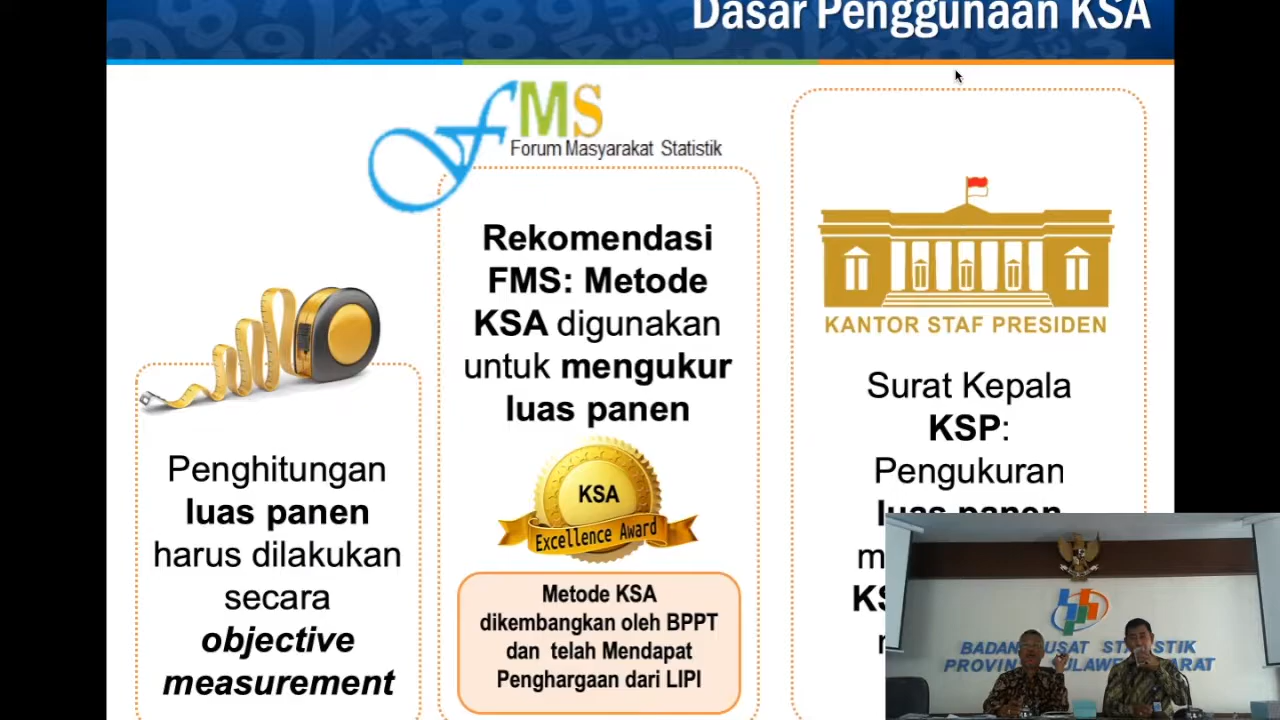 Dasar Penggunaan KSA
FMS
Forum Masyarakat Statistik
Penghitungan
luas panen
harus dilakukan
secara
objective
measurement
Rekomendasi
FMS: Metode
KSA digunakan
untuk mengukur
luas panen
KSA
Excellence Award
Metode KSA
dikembangkan oleh BPPT
dan telah Mendapat
Penghargaan dari LIPI
KANTOR STAF PRESIDEN
Surat Kepala
KSP:
Pengukuran
luas panen
BADAN PUSAT STATISTIK
PROVINSI SULAWESI BARAT